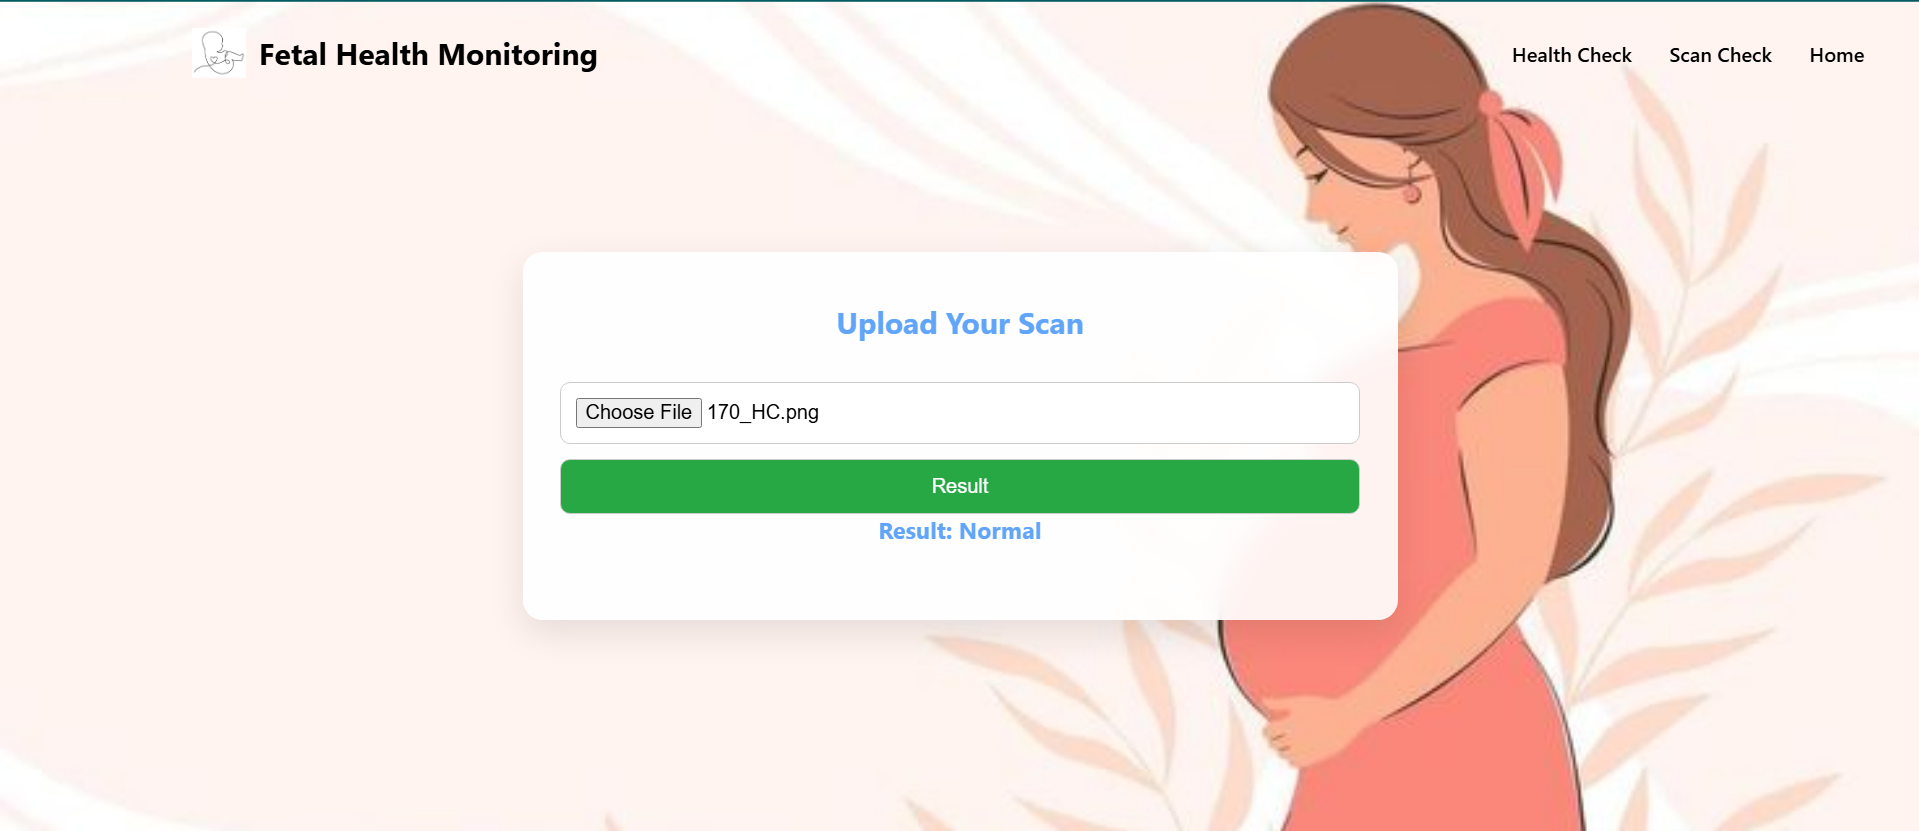 Fetal Health Monitoring
Health Check
Scan Check
Home
Upload Your Scan
Choose File 170_HC.png
Result
Result: Normal